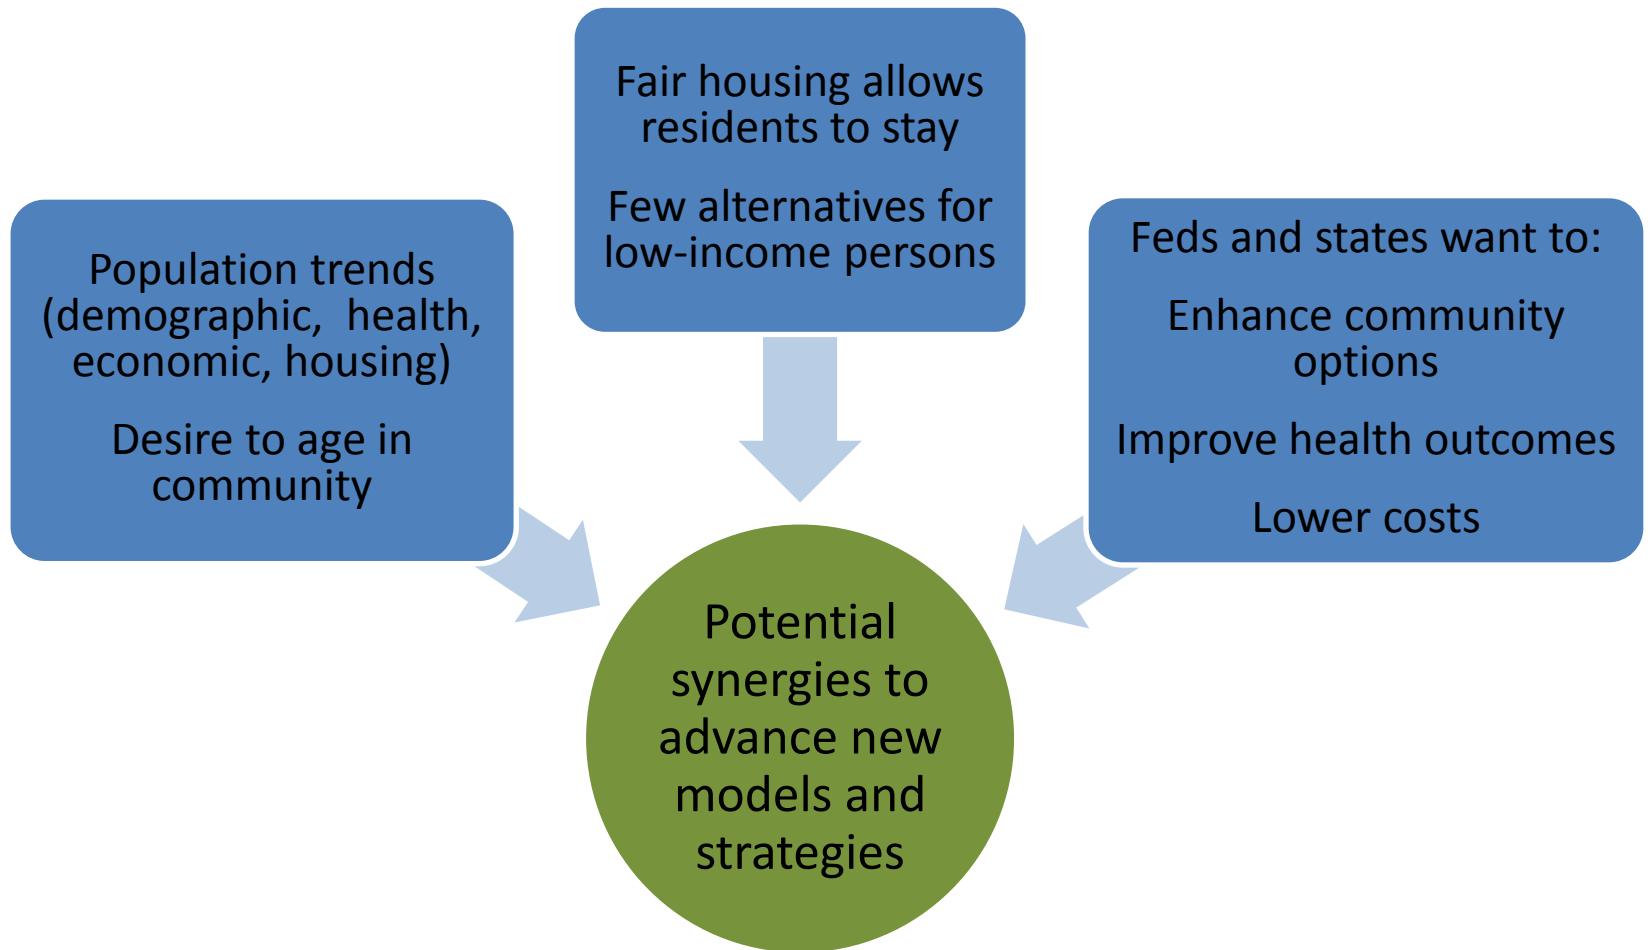 Population trends
(demographic, health,
economic, housing)
Desire to age in
community
Fair housing allows
residents to stay
Few alternatives for
low-income persons
Feds and states want to:
Enhance community
options
Improve health outcomes
Lower costs
Potential
synergies to
advance new
models and
strategies